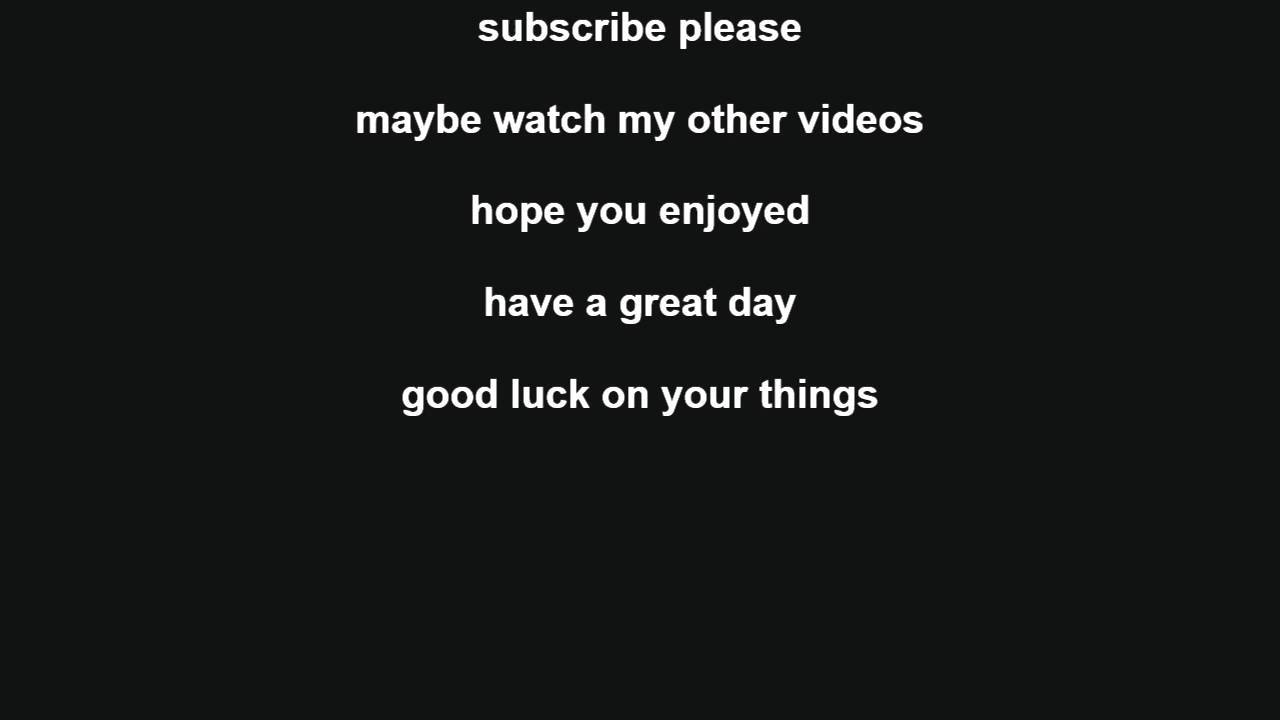 subscribe please
maybe watch my other videos
hope you enjoyed
have a great day
good luck on your things